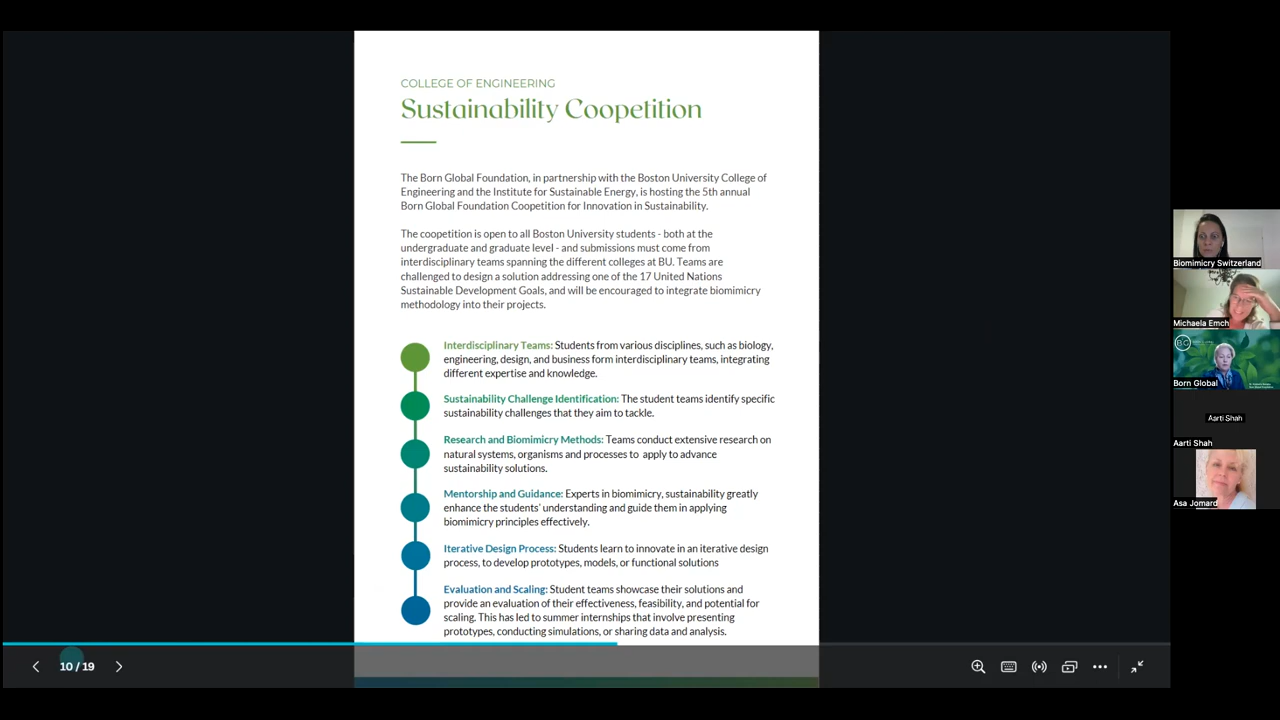 COLLEGE OF ENGINEERING
Sustainability Coopetition
The Born Global Foundation, in partnership with the Boston University College of
Engineering and the Institute for Sustainable Energy, is hosting the 5th annual
Born Global Foundation Coopetition for Innovation in Sustainability.
The coopetition is open to all Boston University students - both at the
undergraduate and graduate level - and submissions must come from
interdisciplinary teams spanning the different colleges at BU. Teams are
challenged to design a solution addressing one of the 17 United Nations
Sustainable Development Goals, and will be encouraged to integrate biomimicry
methodology into their projects.
Interdisciplinary Teams: Students from various disciplines, such as biology,
engineering, design, and business form interdisciplinary teams, integrating
different expertise and knowledge.
Sustainability Challenge Identification: The student teams identify specific
sustainability challenges that they aim to tackle.
Research and Biomimicry Methods: Teams conduct extensive research on
natural systems, organisms and processes to apply to advance
sustainability solutions.
Mentorship and Guidance: Experts in biomimicry, sustainability greatly
enhance the students' understanding and guide them in applying
biomimicry principles effectively.
Iterative Design Process: Students learn to innovate in an iterative design
process, to develop prototypes, models, or functional solutions
Evaluation and Scaling: Student teams showcase their solutions and
provide an evaluation of their effectiveness, feasibility, and potential for
scaling. This has led to summer internships that involve presenting
prototypes, conducting simulations, or sharing data and analysis.
10 / 19
Biomimicry Switzerland
Michaela Emch
BG
Born Global
Aarti Shah
Aarti Shah
Asa Jomard